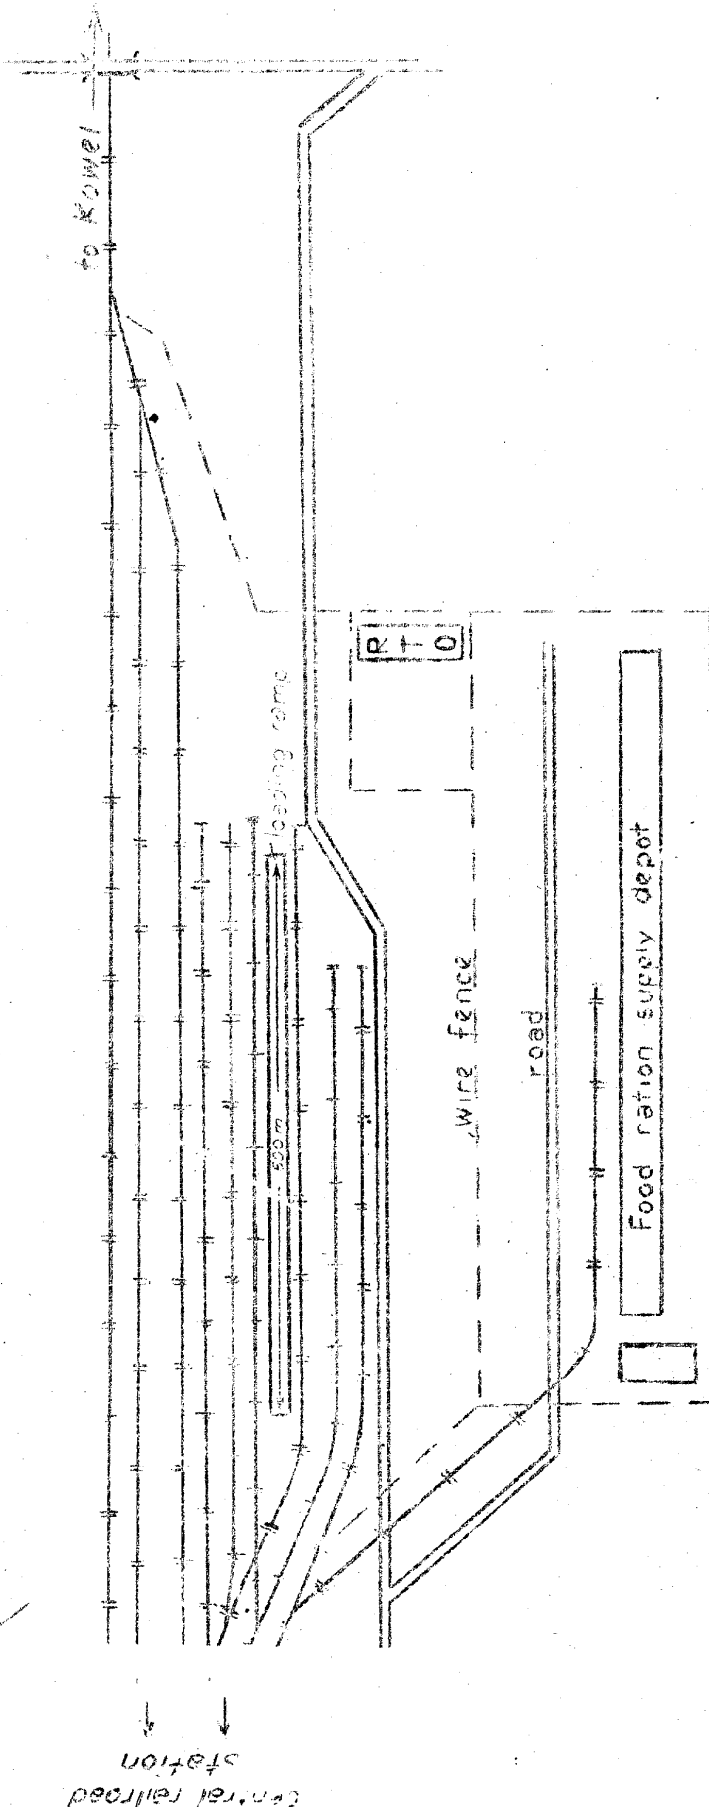 to Kowel
loading ramp
500 m
R T O
wire fence
road
Food ration supply depot
central railroad
station